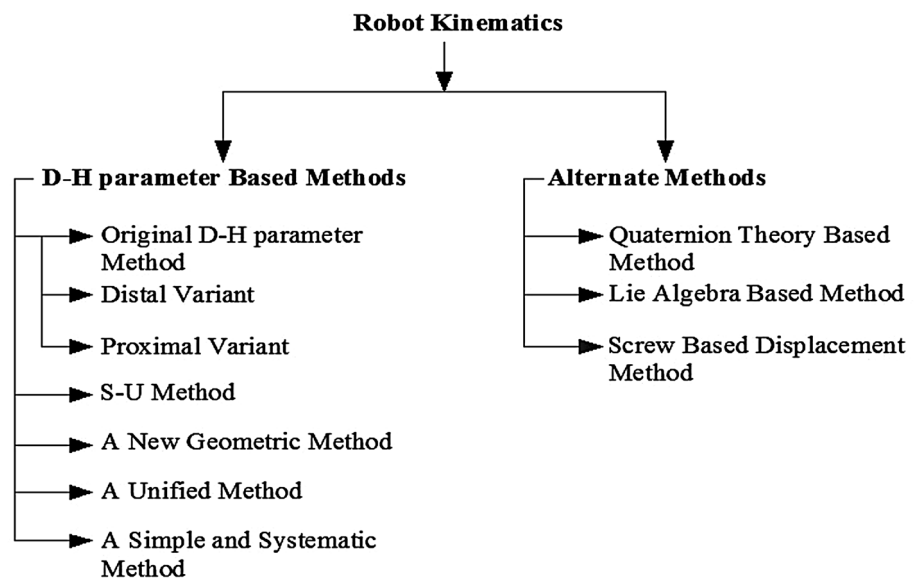 Robot Kinematics
D-H parameter Based Methods
Original D-H parameter
Method
Distal Variant
Proximal Variant
S-U Method
A New Geometric Method
A Unified Method
A Simple and Systematic
Method
Alternate Methods
Quaternion Theory Based
Method
Lie Algebra Based Method
Screw Based Displacement
Method